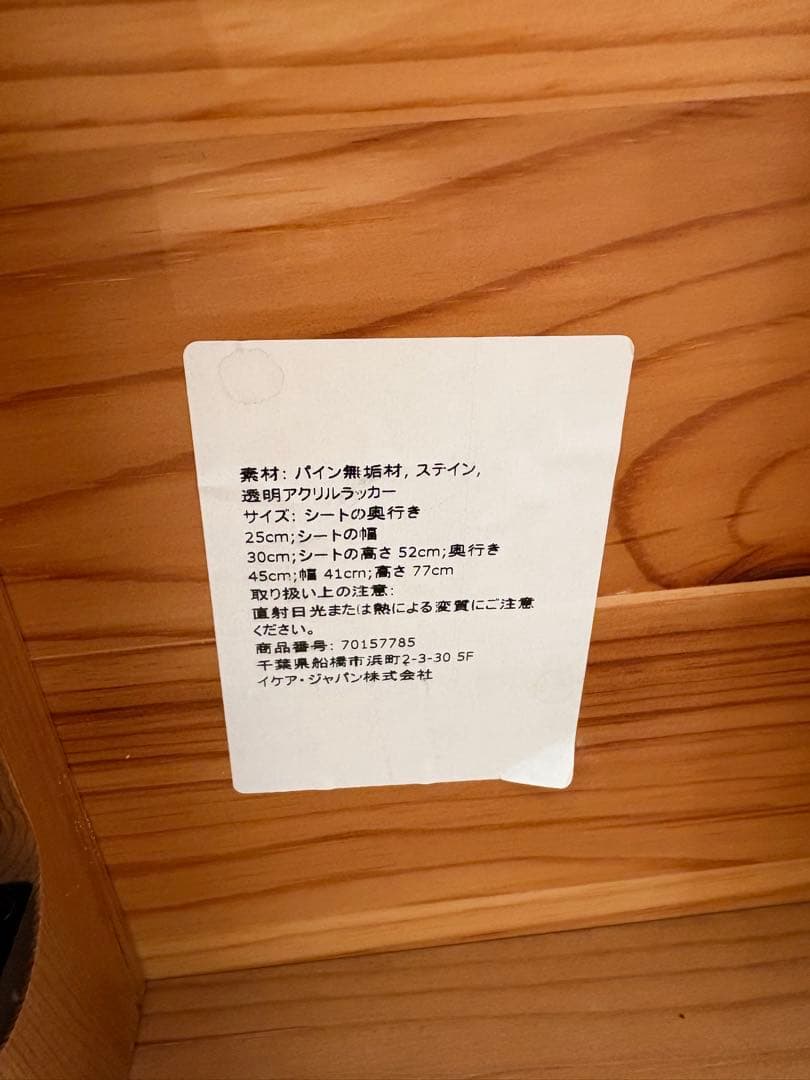 素材: パイン無垢材, ステイン,
透明アクリルラッカー
サイズ: シートの奥行き
25cm;シートの幅
30cm;シートの高さ 52cm;奥行き
45cm;幅 41cm;高さ 77cm
取り扱い上の注意:
直射日光または熱による変質にご注意
ください。
商品番号: 70157785
千葉県船橋市浜町2-3-30 5F
イケア・ジャパン株式会社